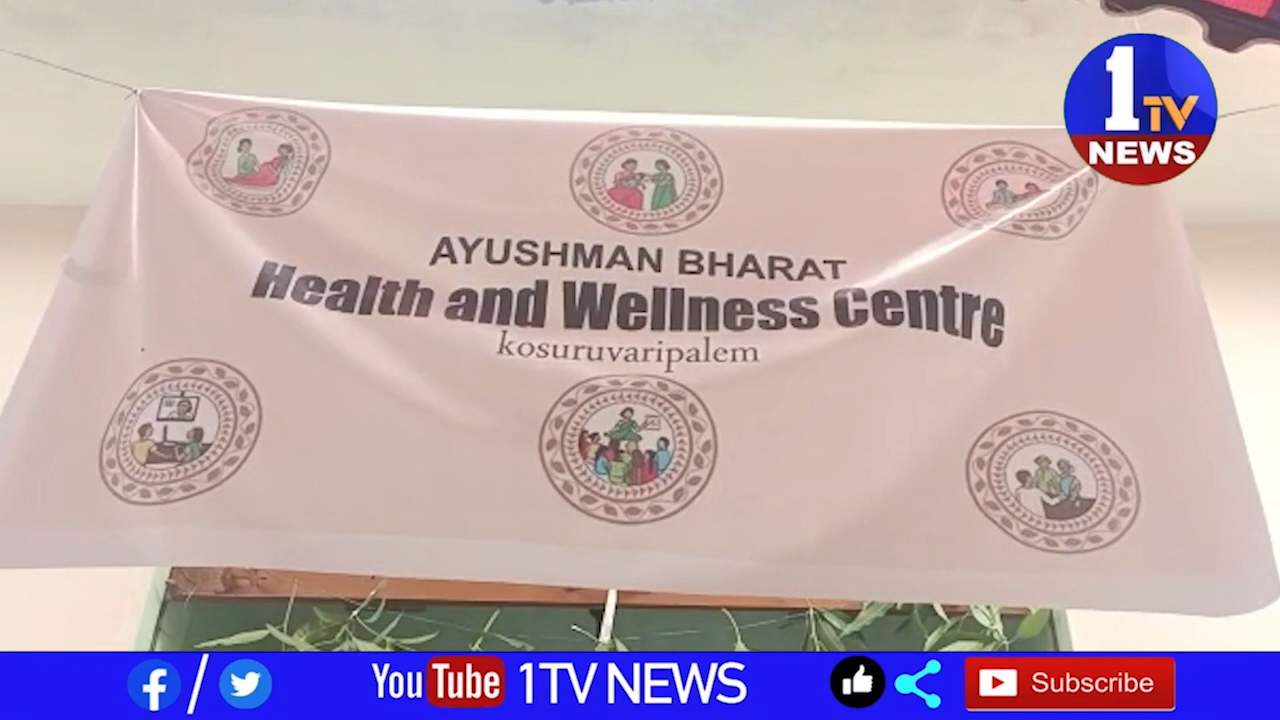 1
TV
NEWS
AYUSHMAN BHARAT
Health and Wellness Centre
kosuruvaripalem
f / YouTube 1TV NEWS Subscribe